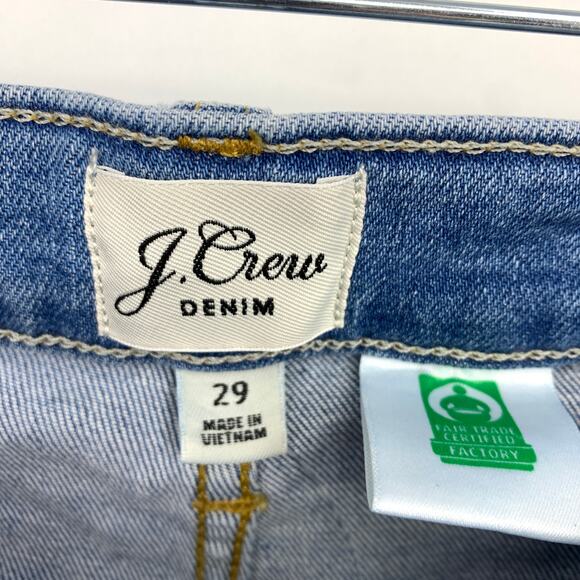 J.Crew
DENIM
29
MADE IN
VIETNAM
FAIR TRADE
CERTIFIED
FACTORY